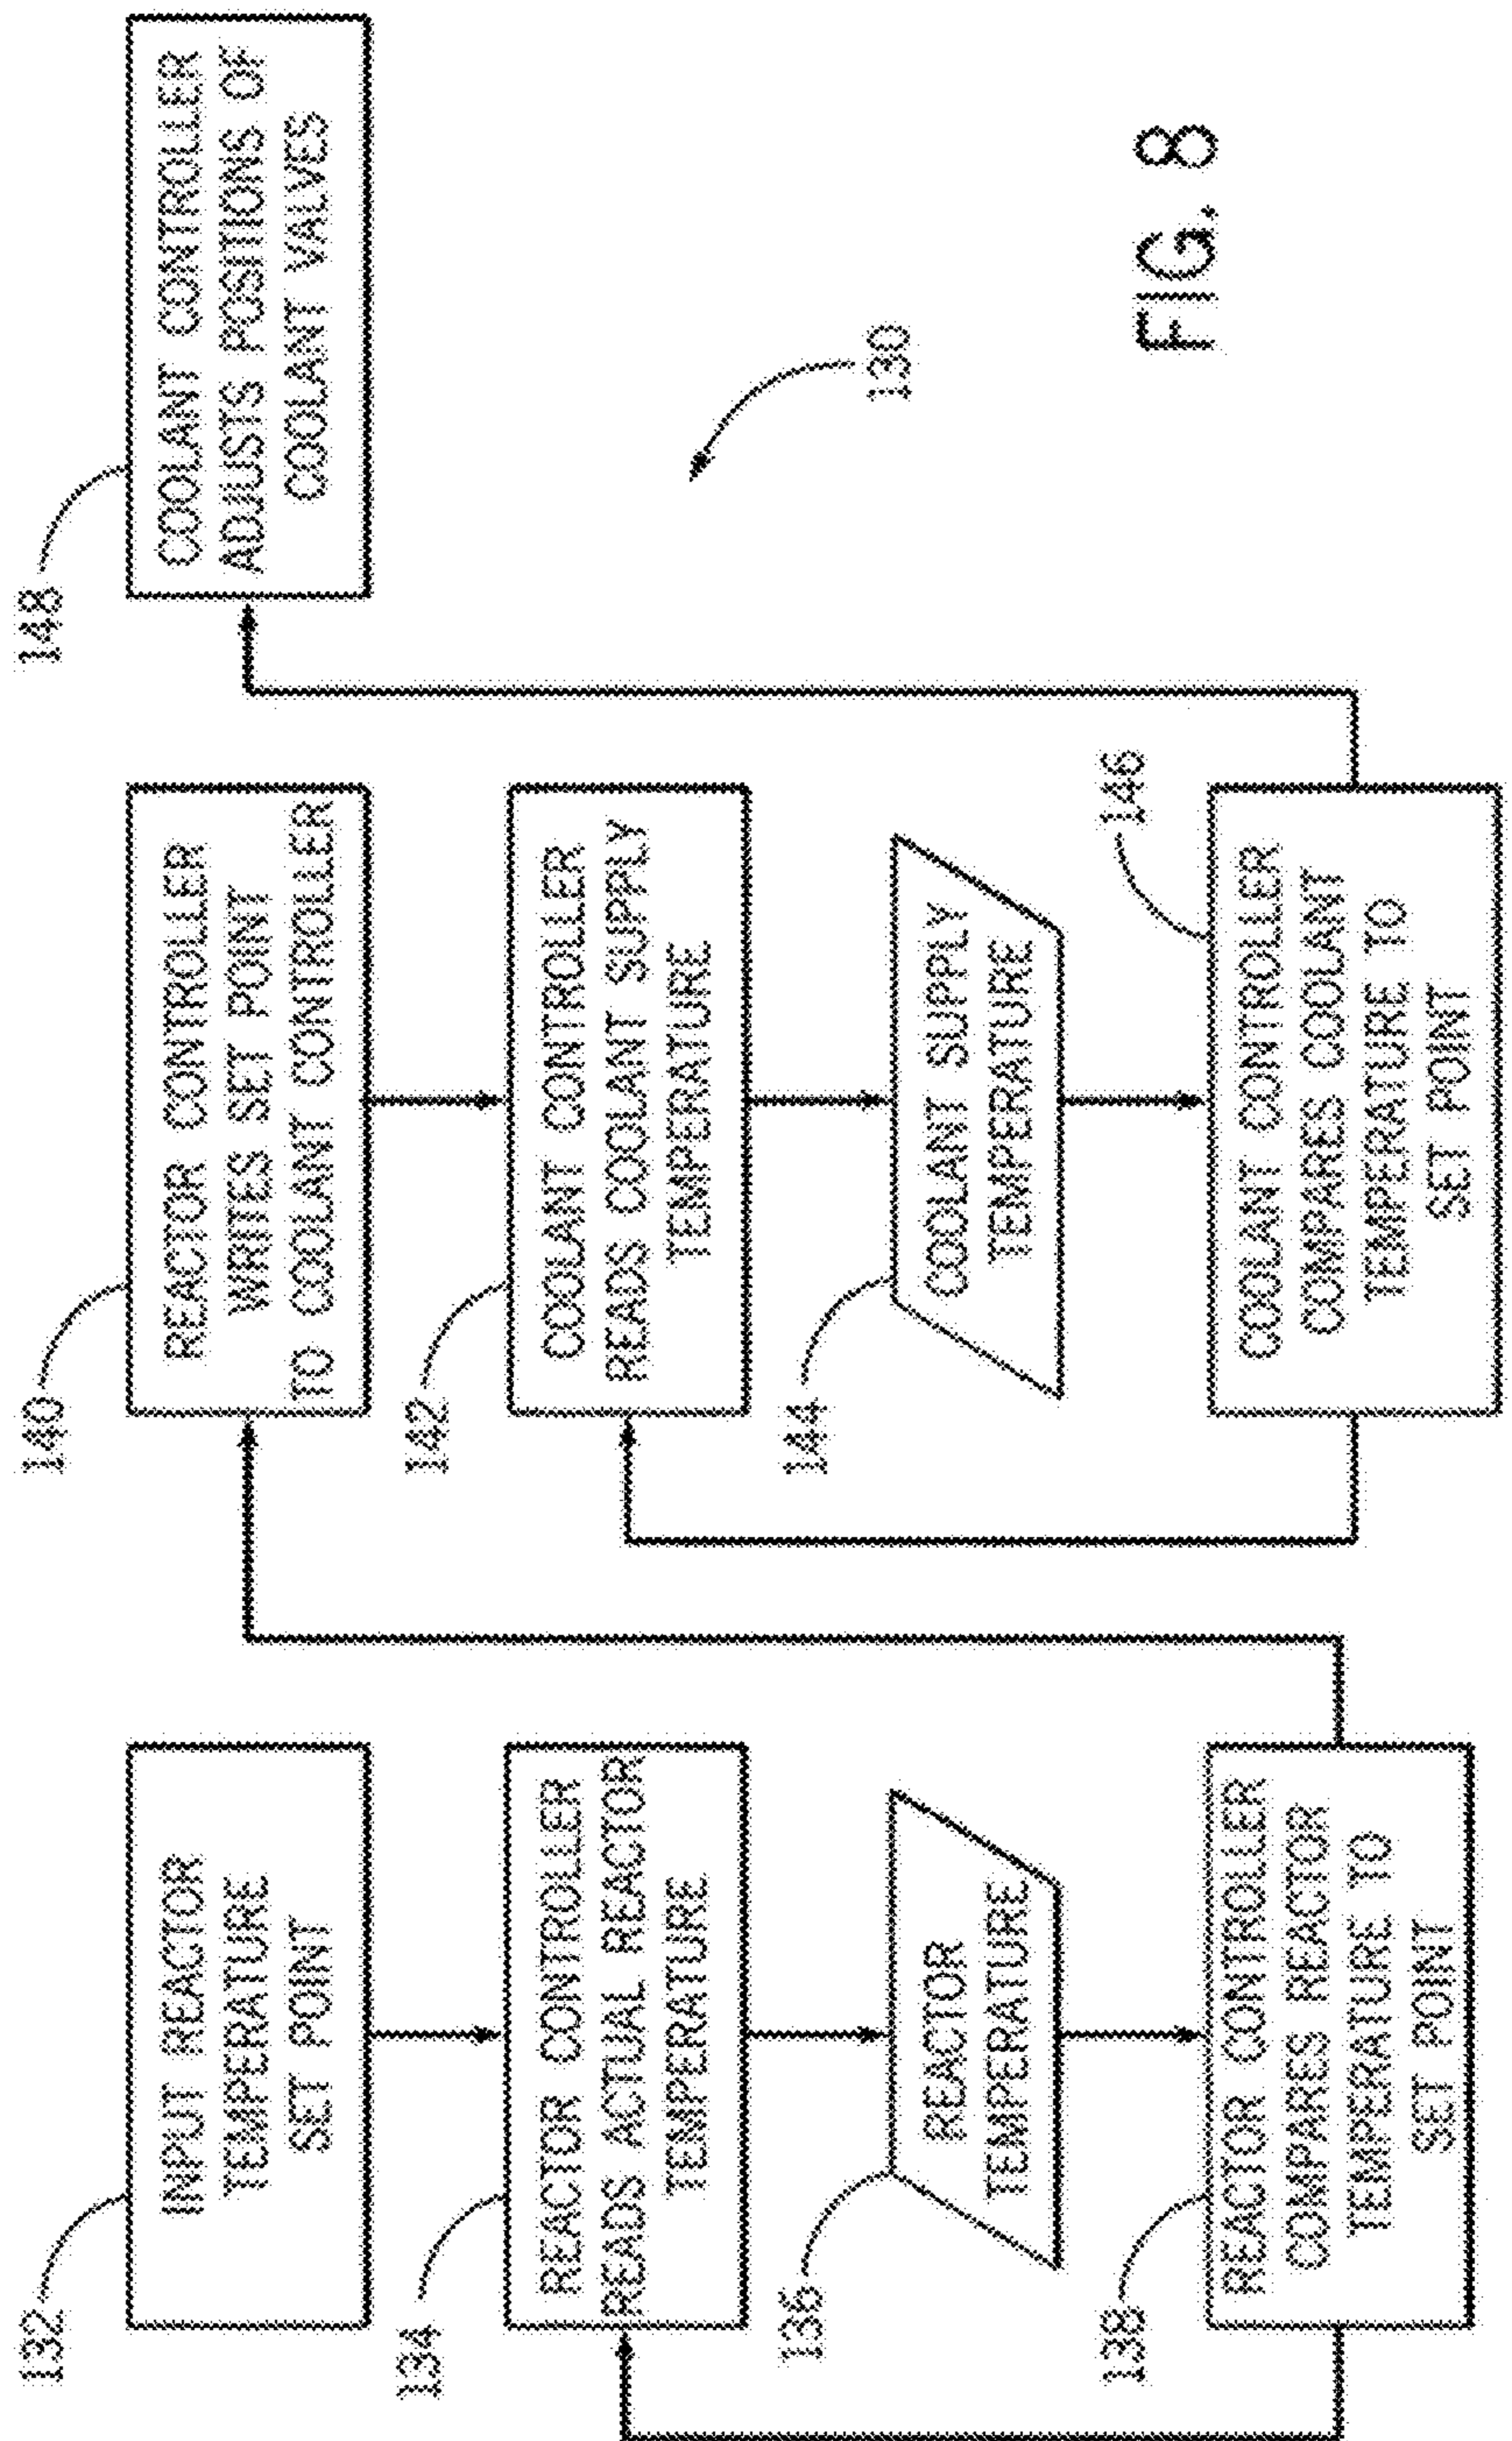 132
INPUT REACTOR
TEMPERATURE
SET POINT
134
REACTOR CONTROLLER
READS ACTUAL REACTOR
TEMPERATURE
136
REACTOR
TEMPERATURE
138
REACTOR CONTROLLER
COMPARES REACTOR
TEMPERATURE TO
SET POINT
140
REACTOR CONTROLLER
WRITES SET POINT
TO COOLANT CONTROLLER
142
COOLANT CONTROLLER
READS COOLANT SUPPLY
TEMPERATURE
144
COOLANT SUPPLY
TEMPERATURE
146
COOLANT CONTROLLER
COMPARES COOLANT
TEMPERATURE TO
SET POINT
148
COOLANT CONTROLLER
ADJUSTS POSITIONS OF
COOLANT VALVES
130
FIG. 8